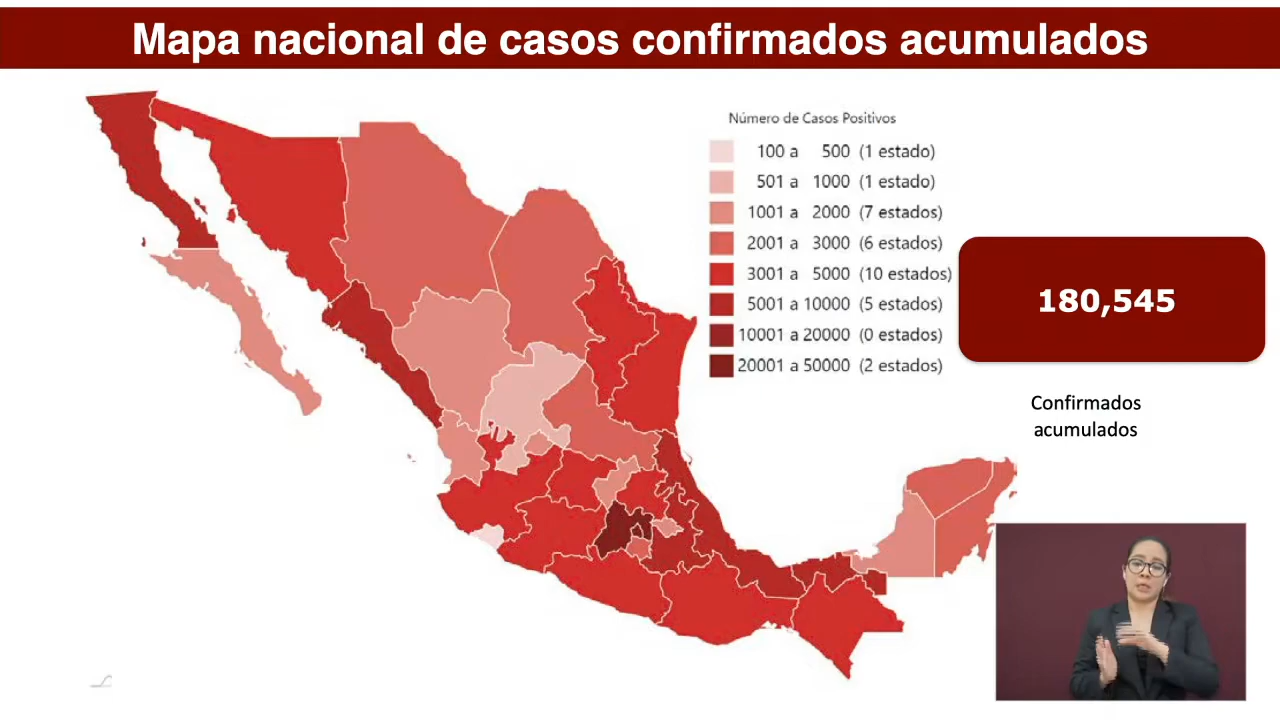 Mapa nacional de casos confirmados acumulados
Número de Casos Positivos
100 a 500 (1 estado)
501 a 1000 (1 estado)
1001 a 2000 (7 estados)
2001 a 3000 (6 estados)
3001 a 5000 (10 estados)
5001 a 10000 (5 estados)
10001 a 20000 (0 estados)
20001 a 50000 (2 estados)
180,545
Confirmados
acumulados